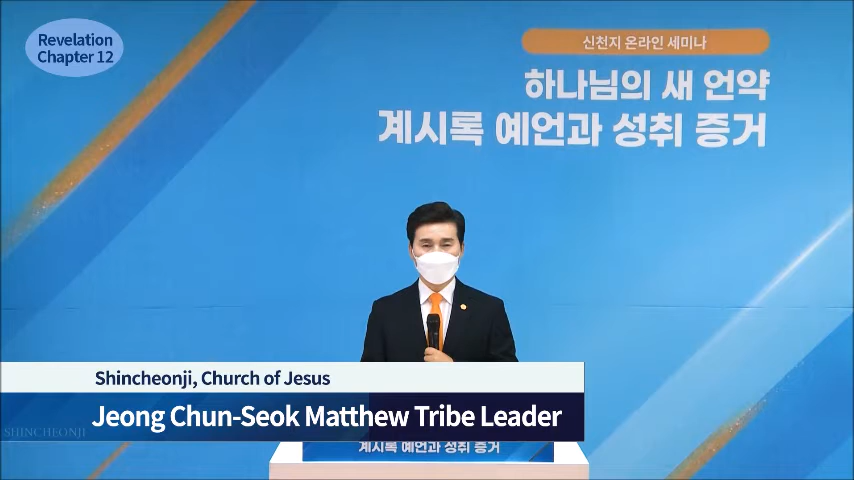 Revelation
Chapter 12
신천지 온라인 세미나
하나님의 새 언약
계시록 예언과 성취 증거
Shincheonji, Church of Jesus
Jeong Chun-Seok Matthew Tribe Leader
SHINCHEONJI
계시록 예언과 성취 증거